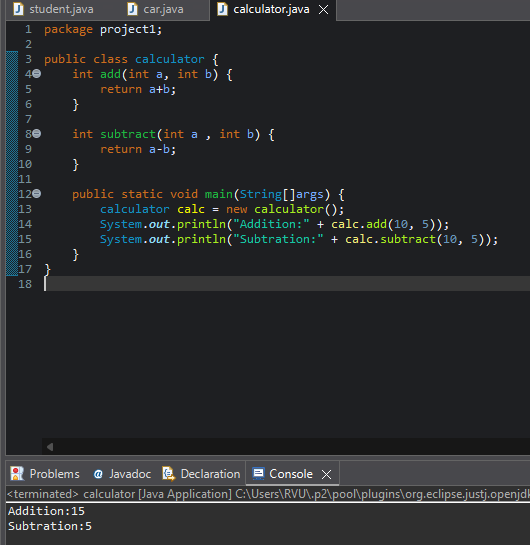 student.java car.java calculator.java
1 package project1;
2
3 public class calculator {
4 int add(int a, int b) {
5 return a+b;
6 }
7
8 int subtract(int a , int b) {
9 return a-b;
10 }
11
12 public static void main(String[]args) {
13 calculator calc = new calculator();
14 System.out.println("Addition:" + calc.add(10, 5));
15 System.out.println("Subtration:" + calc.subtract(10, 5));
16 }
17 }
18
Problems @ Javadoc Declaration Console
<terminated> calculator [Java Application] C:\Users\RVU\.p2\pool\plugins\org.eclipse.justj.openjd
Addition:15
Subtration:5